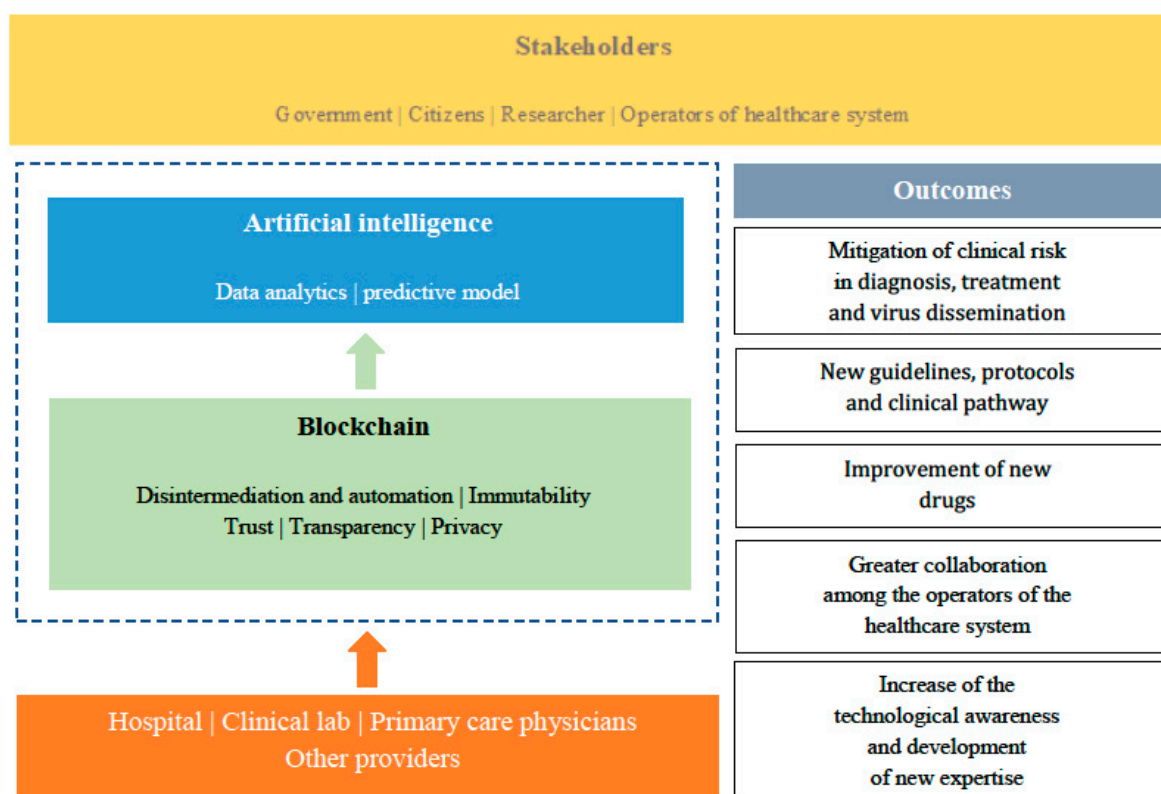 Stakeholders
Government | Citizens | Researcher | Operators of healthcare system
Artificial intelligence
Data analytics | predictive model
Blockchain
Disintermediation and automation | Immutability
Trust | Transparency | Privacy
Hospital | Clinical lab | Primary care physicians
Other providers
Outcomes
Mitigation of clinical risk
in diagnosis, treatment
and virus dissemination
New guidelines, protocols
and clinical pathway
Improvement of new
drugs
Greater collaboration
among the operators of the
healthcare system
Increase of the
technological awareness
and development
of new expertise